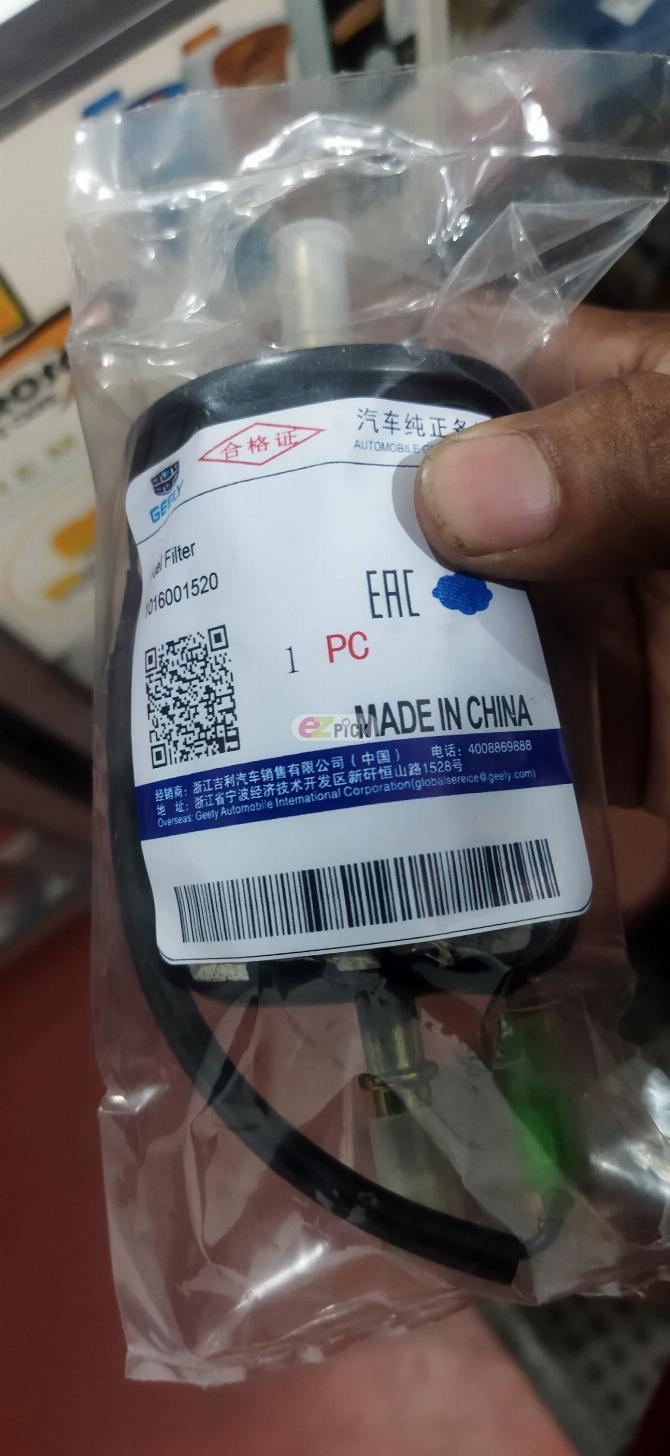 合格证
汽车纯正
AUTOMOBILE
GEELY
Filter
1016001520
EAC
1 PC
MADE IN CHINA
ezpick
经销商：浙江吉利汽车销售有限公司（中国） 电话：4008869888
地 址：浙江省宁波经济技术开发区新研恒山路1528号
Overseas: Geely Automobile International Corporation(globalsereice@geely.com)